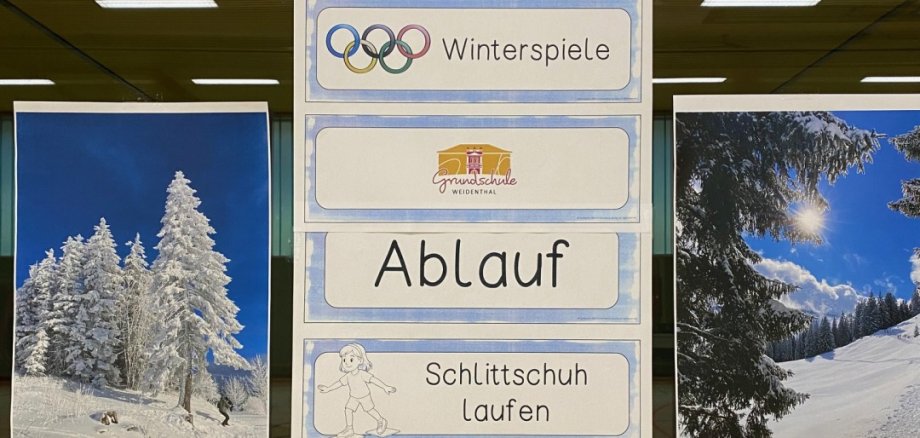 Winterspiele
Grundschule
WEIDENTHAL
Ablauf
Schlittschuh
laufen